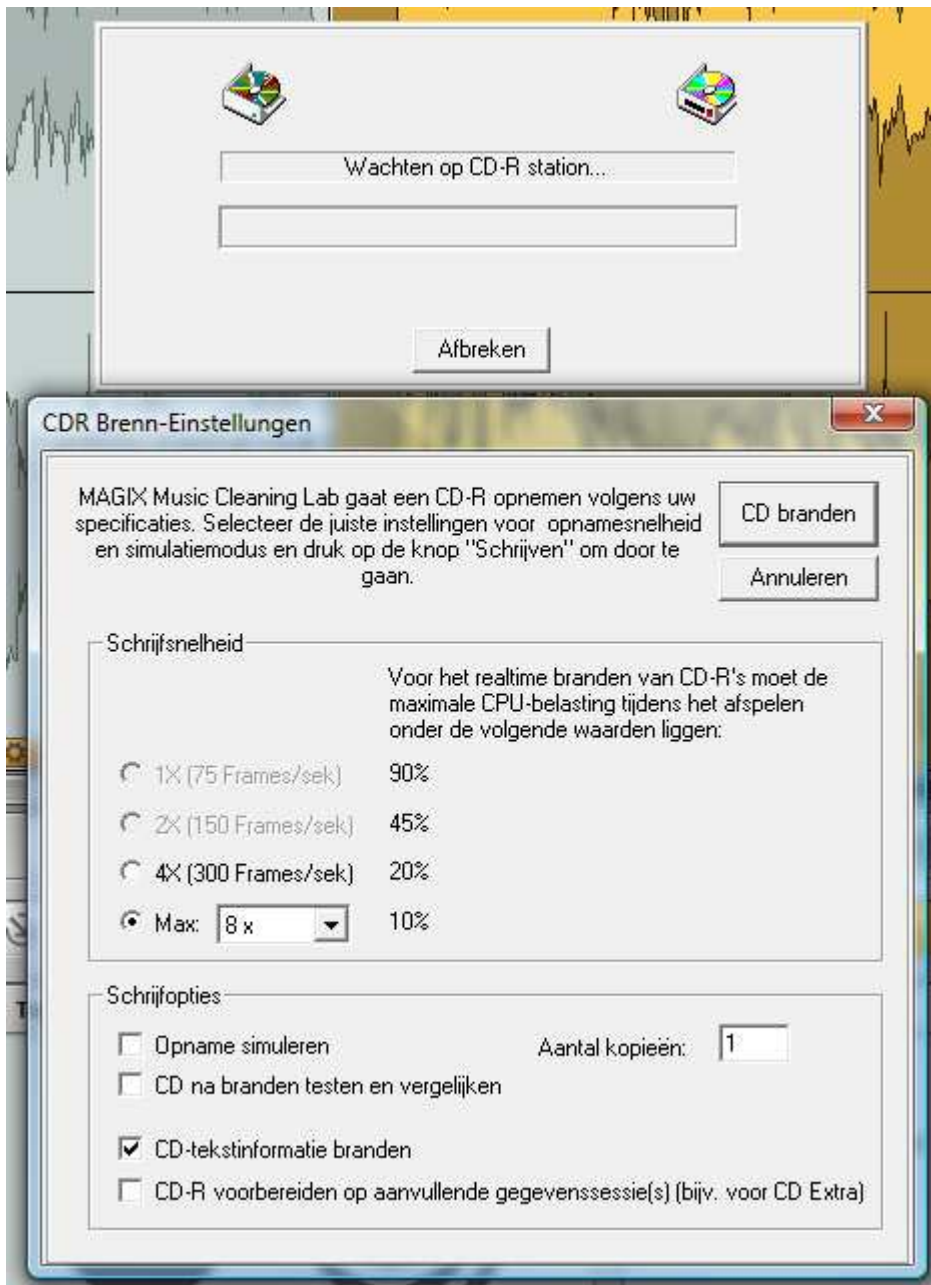 Wachten op CD-R station...
Afbreken
CDR Brenn-Einstellungen
MAGIX Music Cleaning Lab gaat een CD-R opnemen volgens uw
specificaties. Selecteer de juiste instellingen voor opnamesnelheid
en simulatiemodus en druk op de knop "Schrijven" om door te
gaan.
CD branden
Annuleren
Schrijfsnelheid
Voor het realtime branden van CD-R's moet de
maximale CPU-belasting tijdens het afspelen
onder de volgende waarden liggen:
1X (75 Frames/sek) 90%
2X (150 Frames/sek) 45%
4X (300 Frames/sek) 20%
Max: 8 x 10%
Schrijfopties
Opname simuleren Aantal kopieën: 1
CD na branden testen en vergelijken
CD-tekstinformatie branden
CD-R voorbereiden op aanvullende gegevenssessie(s) (bijv. voor CD Extra)